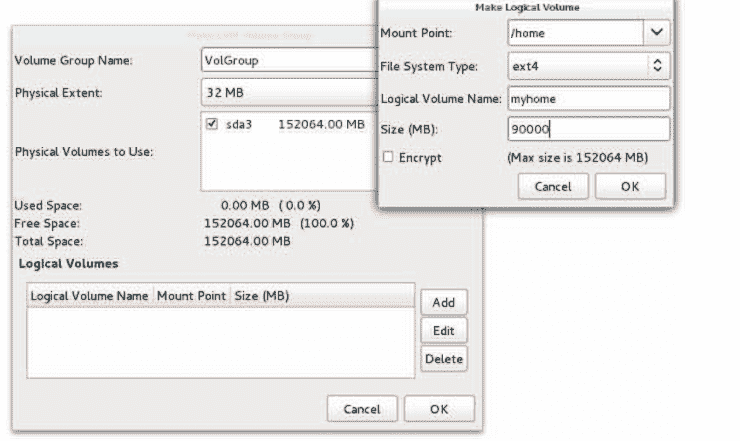 Make Logical Volume
Mount Point: /home
File System Type: ext4
Logical Volume Name: myhome
Size (MB): 90000
Encrypt (Max size is 152064 MB)
Cancel OK
Volume Group Name: VolGroup
Physical Extent: 32 MB
Physical Volumes to Use: sda3 152064.00 MB
Used Space: 0.00 MB (0.0 %)
Free Space: 152064.00 MB (100.0 %)
Total Space: 152064.00 MB
Logical Volumes
Logical Volume Name Mount Point Size (MB)
Add
Edit
Delete
Cancel OK